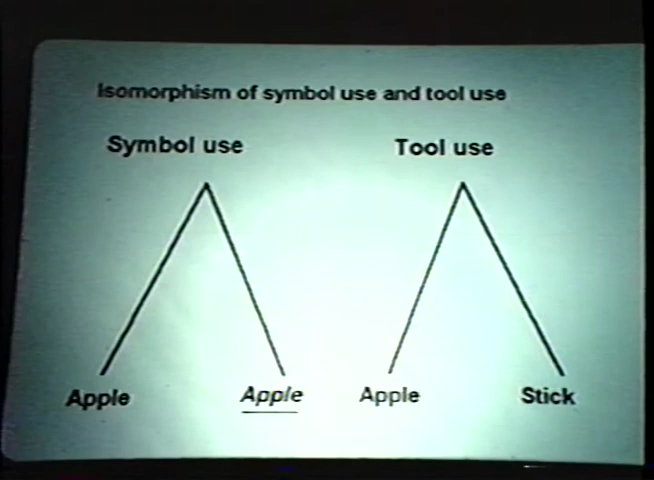 Isomorphism of symbol use and tool use
Symbol use Tool use
Apple Apple Apple Stick